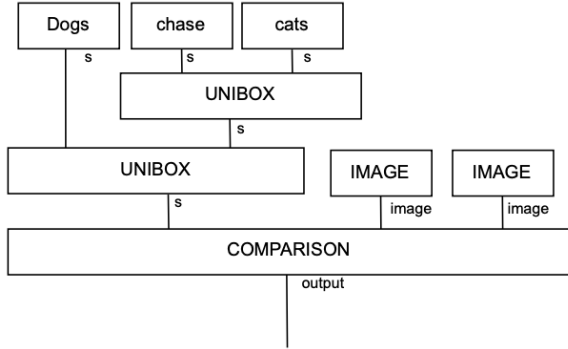 Dogs chase cats
s s s
UNIBOX
s
UNIBOX IMAGE IMAGE
s image image
COMPARISON
output